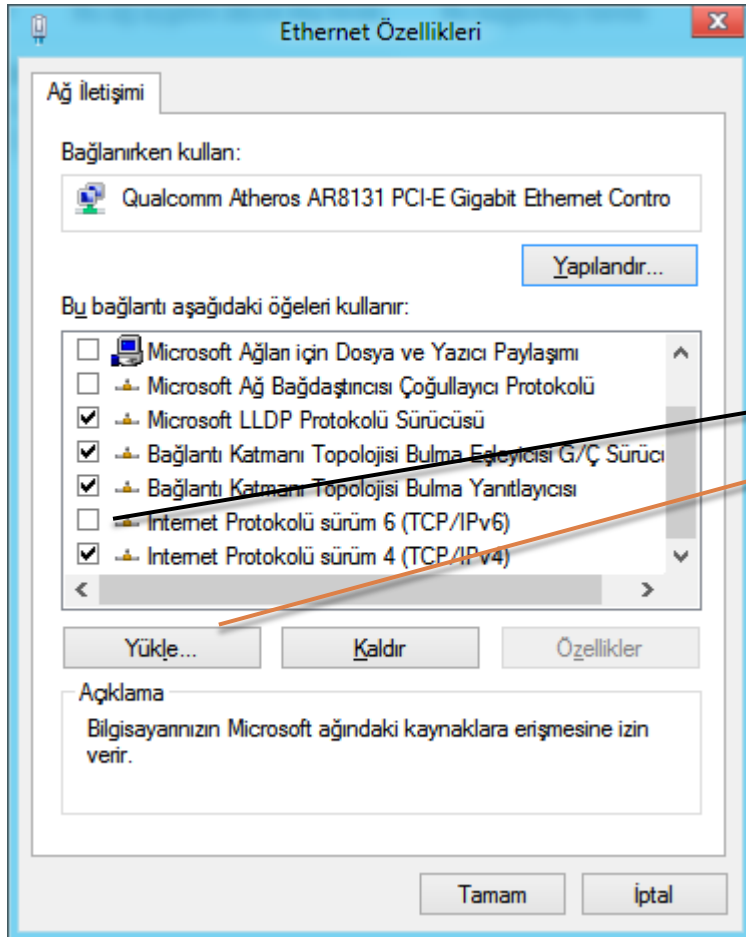 Ethernet Özellikleri
Ağ İletişimi
Bağlanırken kullan:
Qualcomm Atheros AR8131 PCI-E Gigabit Ethernet Contro
Yapılandır...
Bu bağlantı aşağıdaki öğeleri kullanır:
Microsoft Ağları için Dosya ve Yazıcı Paylaşımı
Microsoft Ağ Bağdaştırıcısı Çoğullayıcı Protokolü
Microsoft LLDP Protokolü Sürücüsü
Bağlantı Katmanı Topolojisi Bulma Eşleyicisi G/Ç Sürücü
Bağlantı Katmanı Topolojisi Bulma Yanıtlayıcısı
Internet Protokolü sürüm 6 (TCP/IPv6)
Internet Protokolü sürüm 4 (TCP/IPv4)
Yükle...
Kaldır
Özellikler
Açıklama
Bilgisayarınızın Microsoft ağındaki kaynaklara erişmesine izin
verir.
Tamam
İptal